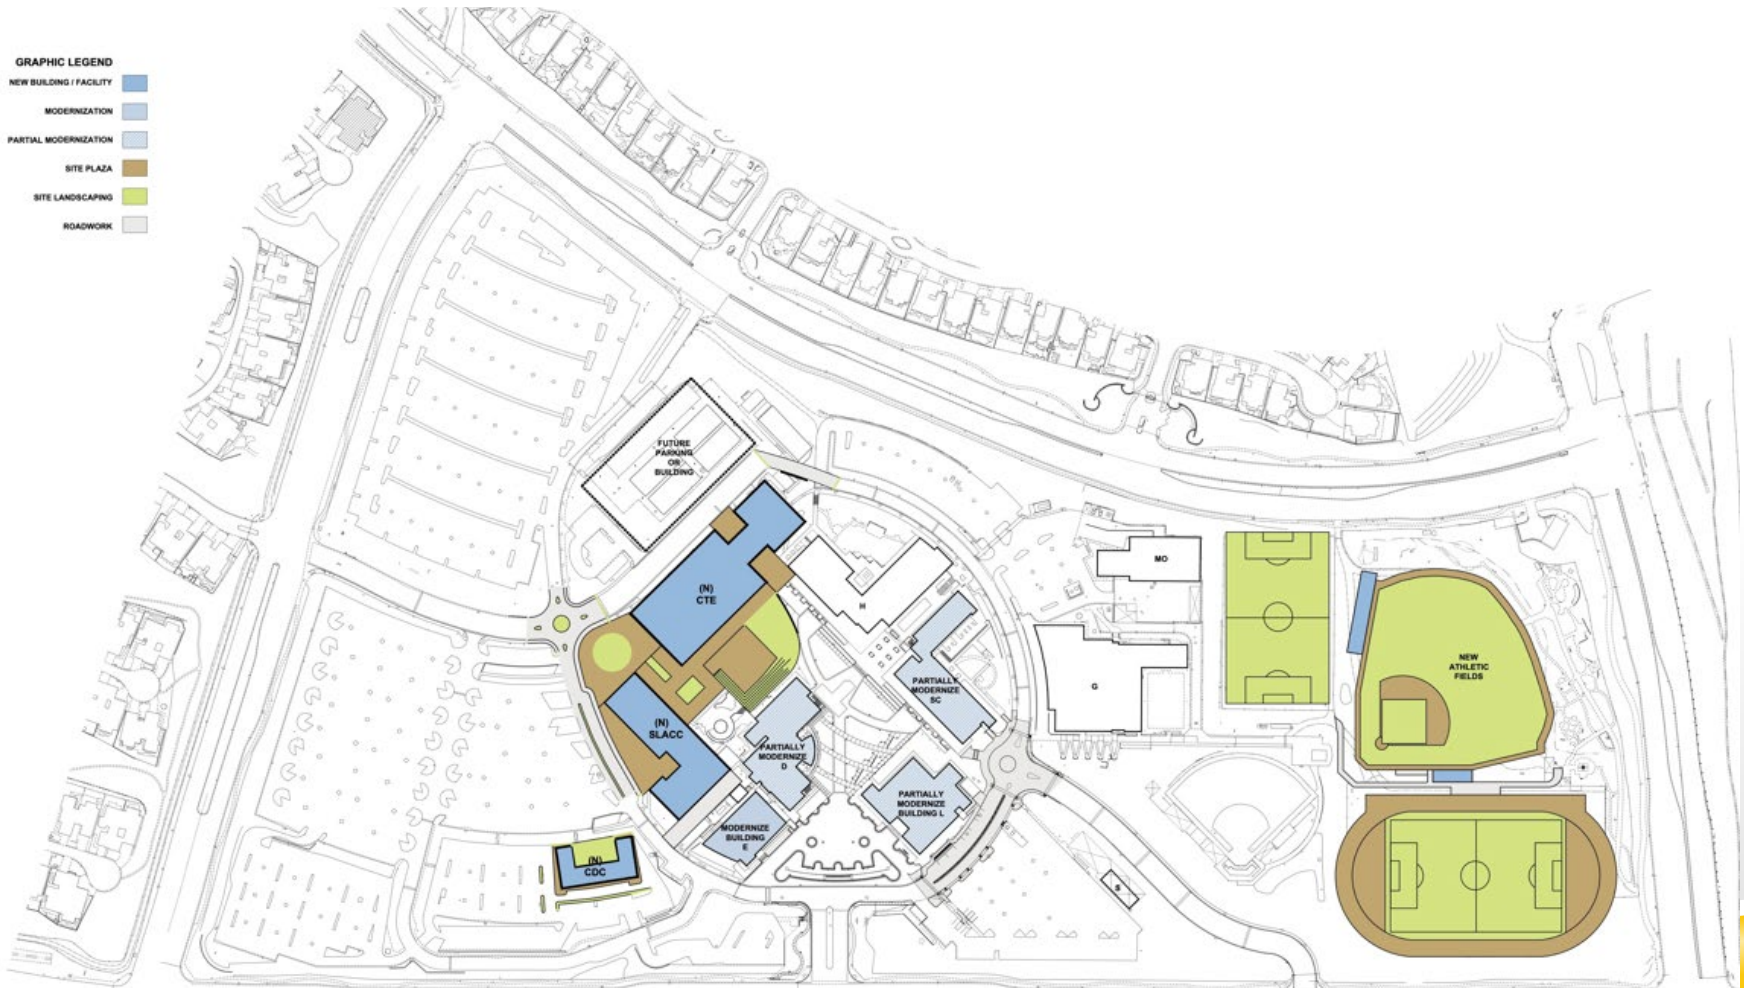 GRAPHIC LEGEND
NEW BUILDING / FACILITY
MODERNIZATION
PARTIAL MODERNIZATION
SITE PLAZA
SITE LANDSCAPING
ROADWORK
FUTURE
PARKING
OR
BUILDING
(N)
CTE
H
MO
G
PARTIALLY
MODERNIZE
SC
NEW
ATHLETIC
FIELDS
(N)
SLACC
PARTIALLY
MODERNIZE
D
PARTIALLY
MODERNIZE
BUILDING L
MODERNIZE
BUILDING
E
(N)
CDC
S